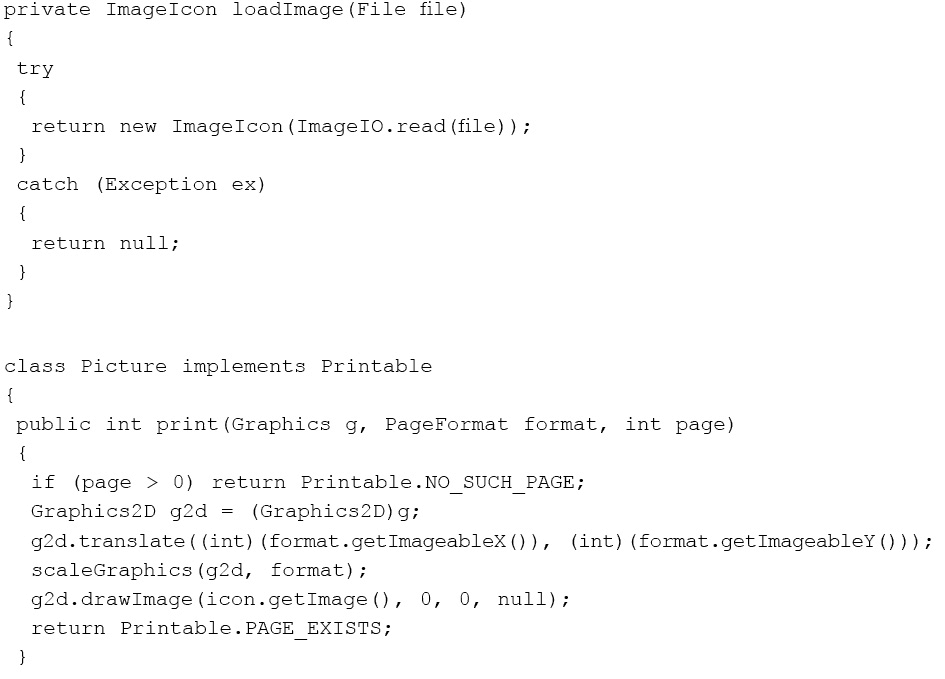 private ImageIcon loadImage(File file)
{
 try
 {
  return new ImageIcon(ImageIO.read(file));
 }
 catch (Exception ex)
 {
  return null;
 }
}

class Picture implements Printable
{
 public int print(Graphics g, PageFormat format, int page)
 {
  if (page > 0) return Printable.NO_SUCH_PAGE;
  Graphics2D g2d = (Graphics2D)g;
  g2d.translate((int)(format.getImageableX()), (int)(format.getImageableY()));
  scaleGraphics(g2d, format);
  g2d.drawImage(icon.getImage(), 0, 0, null);
  return Printable.PAGE_EXISTS;
 }